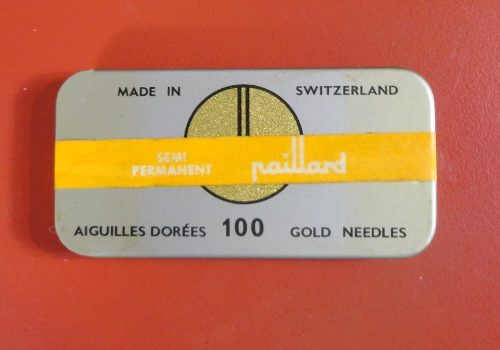 MADE IN SWITZERLAND
SEMI
PERMANENT paillard
AIGUILLES DORÉES 100 GOLD NEEDLES